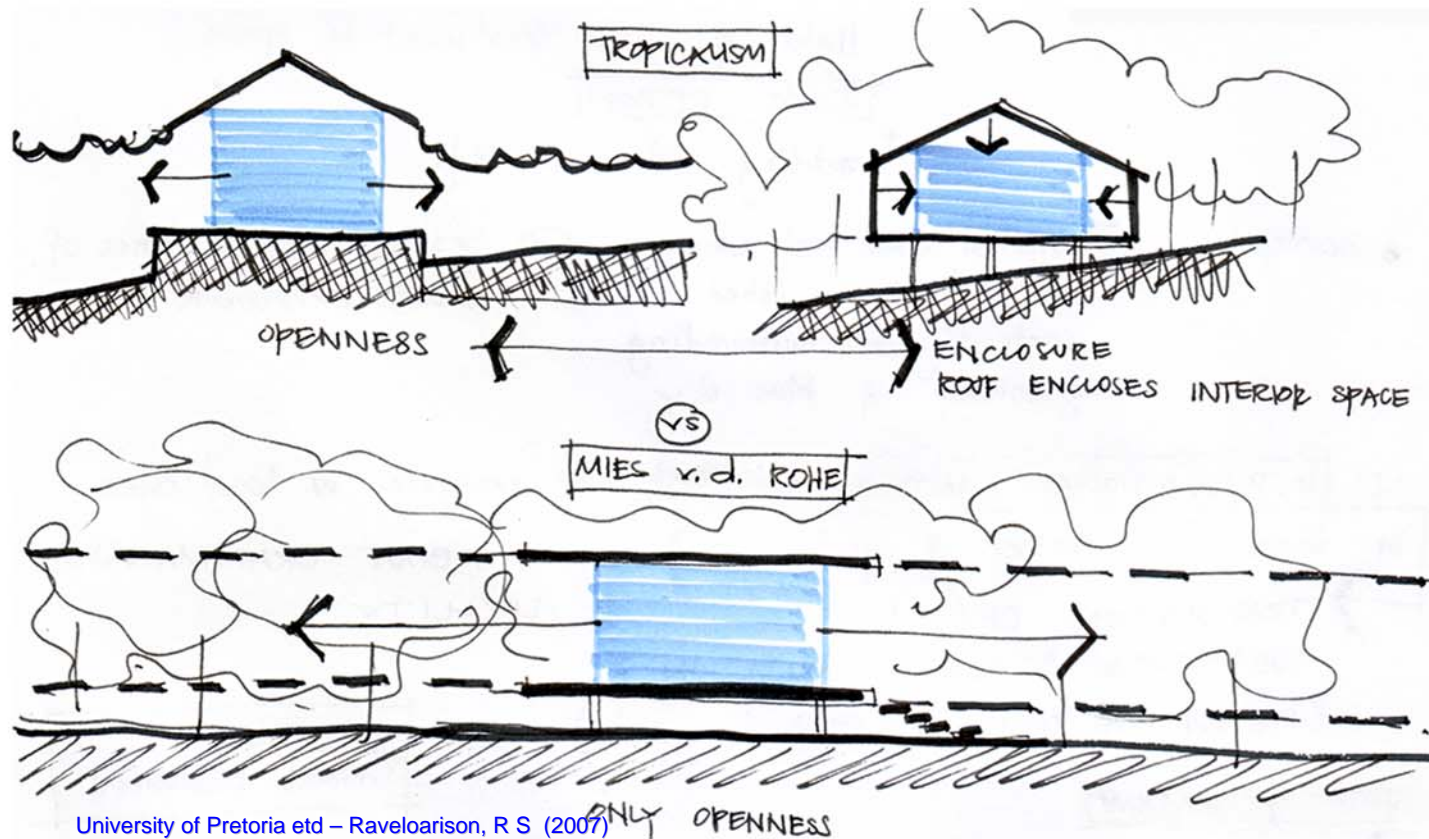 TROPICALISM
OPENNESS
ENCLOSURE
ROOF ENCLOSES INTERIOR SPACE
VS
MIES v.d. ROHE
ONLY OPENNESS
University of Pretoria etd – Raveloarison, R S (2007)